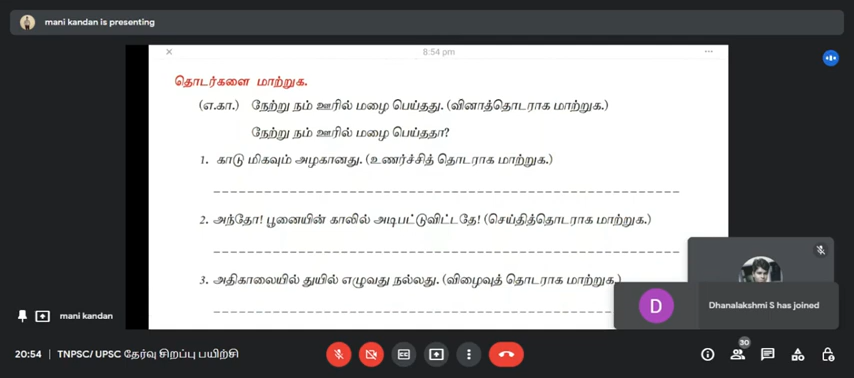 mani kandan is presenting
8:54 pm
தொடர்களை மாற்றுக.
(எ.கா.) நேற்று நம் ஊரில் மழை பெய்தது. (வினாத்தொடராக மாற்றுக.)
நேற்று நம் ஊரில் மழை பெய்ததா?
1. காடு மிகவும் அழகானது. (உணர்ச்சித் தொடராக மாற்றுக.)
2. அந்தோ! பூனையின் காலில் அடிபட்டுவிட்டதே! (செய்தித்தொடராக மாற்றுக.)
3. அதிகாலையில் துயில் எழுவது நல்லது. (விழைவுத் தொடராக மாற்றுக.)
D
Dhanalakshmi S has joined
mani kandan
20:54 | TNPSC/ UPSC தேர்வு சிறப்பு பயிற்சி
30